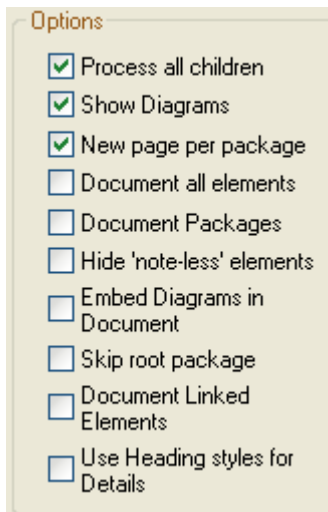 Options
Process all children
Show Diagrams
New page per package
Document all elements
Document Packages
Hide 'note-less' elements
Embed Diagrams in
Document
Skip root package
Document Linked
Elements
Use Heading styles for
Details